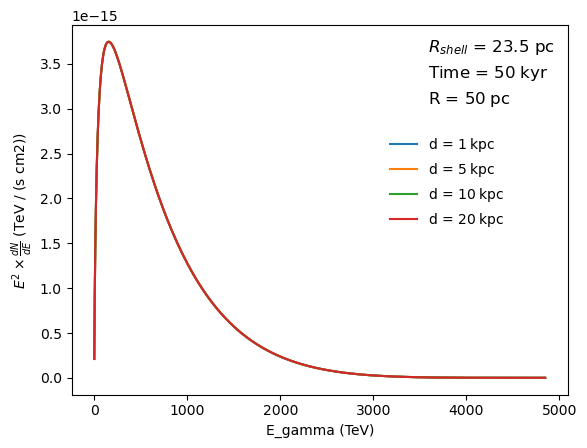 1e−15
R_shell = 23.5 pc
Time = 50 kyr
R = 50 pc
d = 1 kpc
d = 5 kpc
d = 10 kpc
d = 20 kpc
E² × dN/dE (TeV / (s cm2))
3.5
3.0
2.5
2.0
1.5
1.0
0.5
0.0
0 1000 2000 3000 4000 5000
E_gamma (TeV)